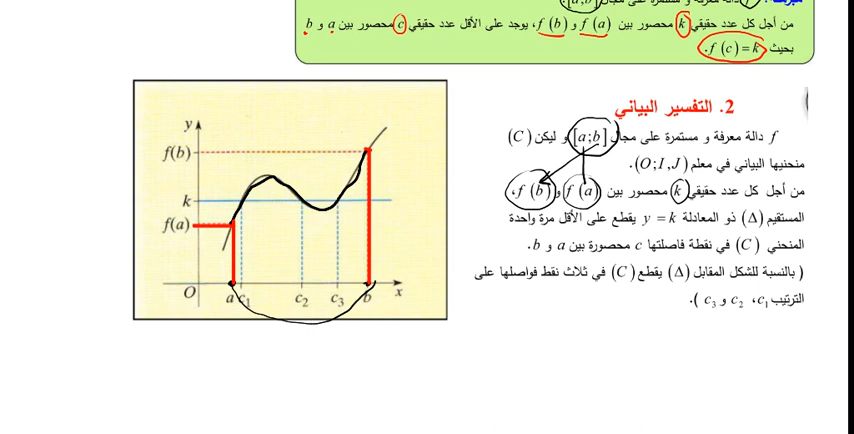 من أجل كل عدد حقيقي k محصور بين f (a) و f (b)، يوجد على الأقل عدد حقيقي c محصور بين a و b
بحيث f (c) = k.
2. التفسير البياني
f دالة معرفة و مستمرة على مجال [a;b] و ليكن (C)
منحنيها البياني في معلم (O;I,J).
من أجل كل عدد حقيقي k محصور بين f (a) و f (b)،
المستقيم (Δ) ذو المعادلة y = k يقطع على الأقل مرة واحدة
المنحني (C) في نقطة فاصلتها c محصورة بين a و b.
( بالنسبة للشكل المقابل (Δ) يقطع (C) في ثلاث نقط فواصلها على
الترتيب c₁، c₂ و c₃ ).
y
f(b)
k
f(a)
O a c₁ c₂ c₃ b x